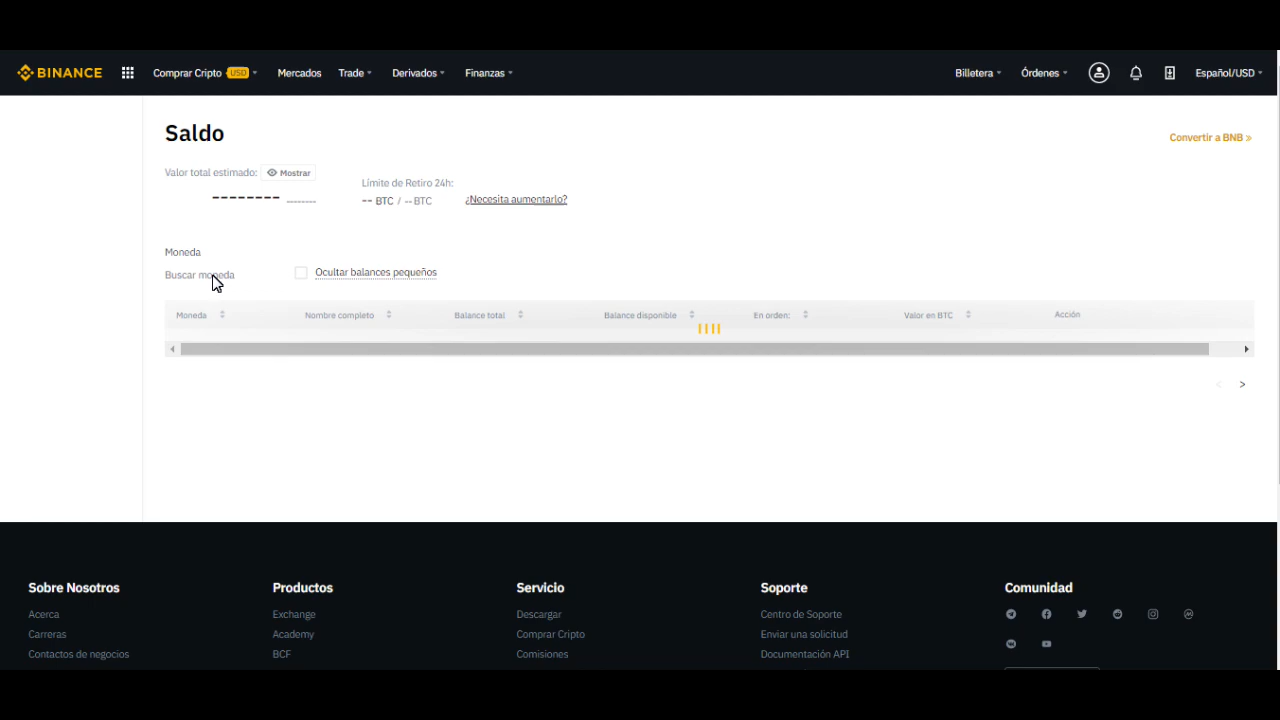 BINANCE Comprar Cripto USD Mercados Trade Derivados Finanzas Billetera Órdenes Español/USD
Saldo
Convertir a BNB »
Valor total estimado: Mostrar
-------- --------
Límite de Retiro 24h:
-- BTC / -- BTC ¿Necesita aumentarlo?
Moneda
Buscar moneda Ocultar balances pequeños
Moneda Nombre completo Balance total Balance disponible En orden: Valor en BTC Acción
< >
Sobre Nosotros Productos Servicio Soporte Comunidad
Acerca Exchange Descargar Centro de Soporte
Carreras Academy Comprar Cripto Enviar una solicitud
Contactos de negocios BCF Comisiones Documentación API